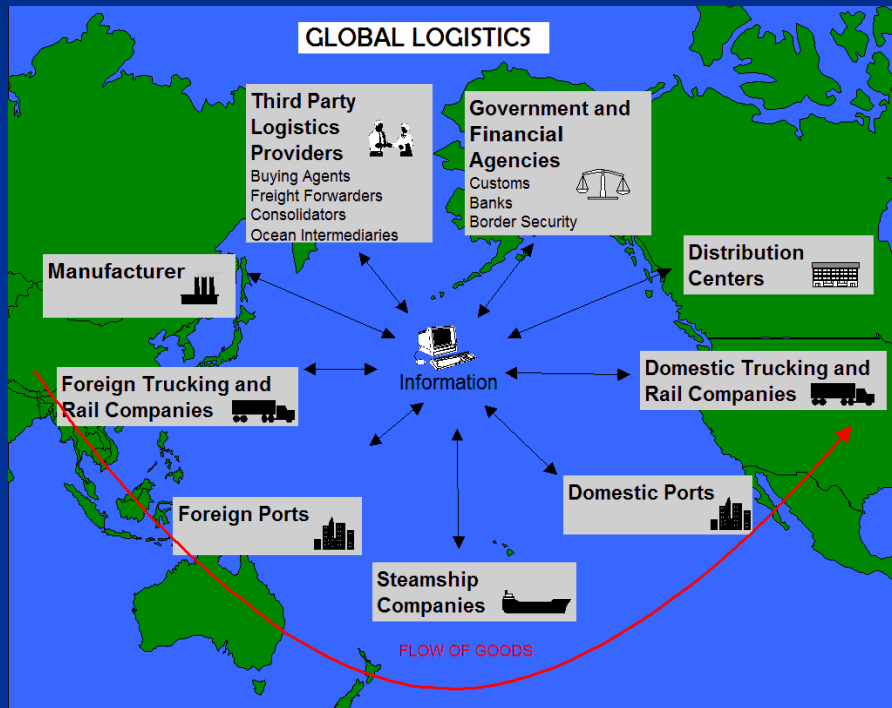 GLOBAL LOGISTICS
Third Party
Logistics
Providers
Buying Agents
Freight Forwarders
Consolidators
Ocean Intermediaries
Government and
Financial
Agencies
Customs
Banks
Border Security
Manufacturer
Distribution
Centers
Information
Foreign Trucking and
Rail Companies
Domestic Trucking and
Rail Companies
Foreign Ports
Domestic Ports
Steamship
Companies
FLOW OF GOODS